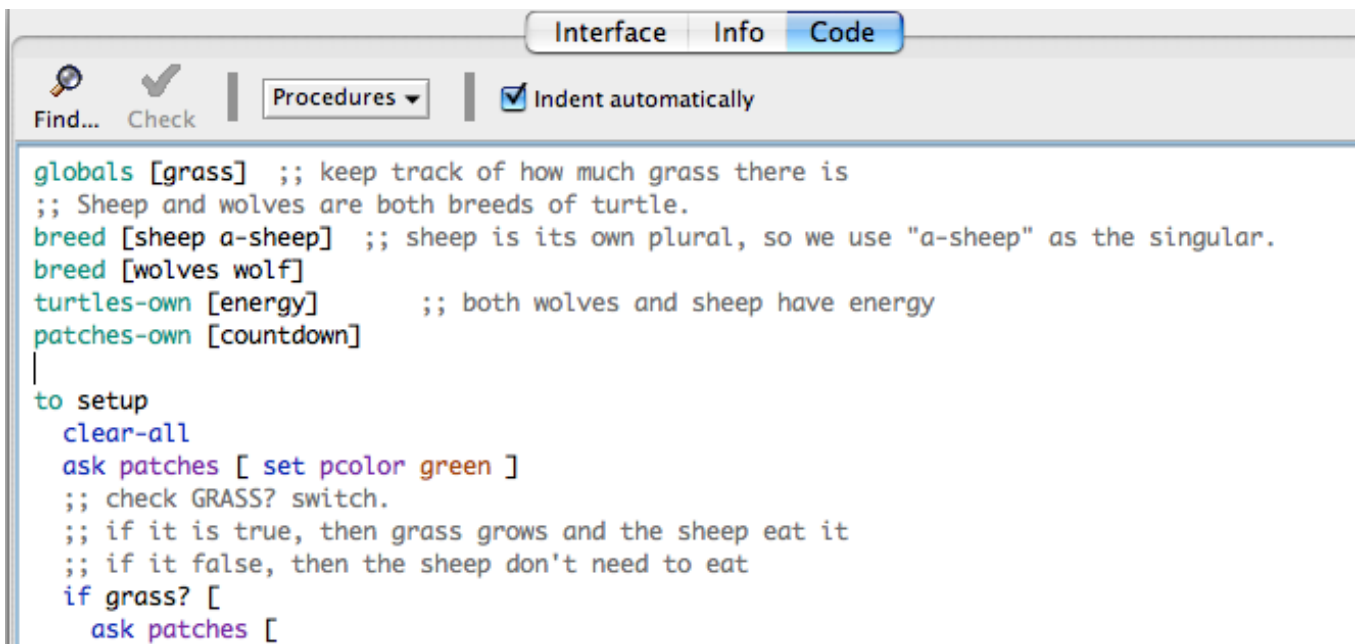 Interface Info Code
Find... Check Procedures Indent automatically
globals [grass]  ;; keep track of how much grass there is
;; Sheep and wolves are both breeds of turtle.
breed [sheep a-sheep]  ;; sheep is its own plural, so we use "a-sheep" as the singular.
breed [wolves wolf]
turtles-own [energy]       ;; both wolves and sheep have energy
patches-own [countdown]
to setup
  clear-all
  ask patches [ set pcolor green ]
  ;; check GRASS? switch.
  ;; if it is true, then grass grows and the sheep eat it
  ;; if it false, then the sheep don't need to eat
  if grass? [
    ask patches [